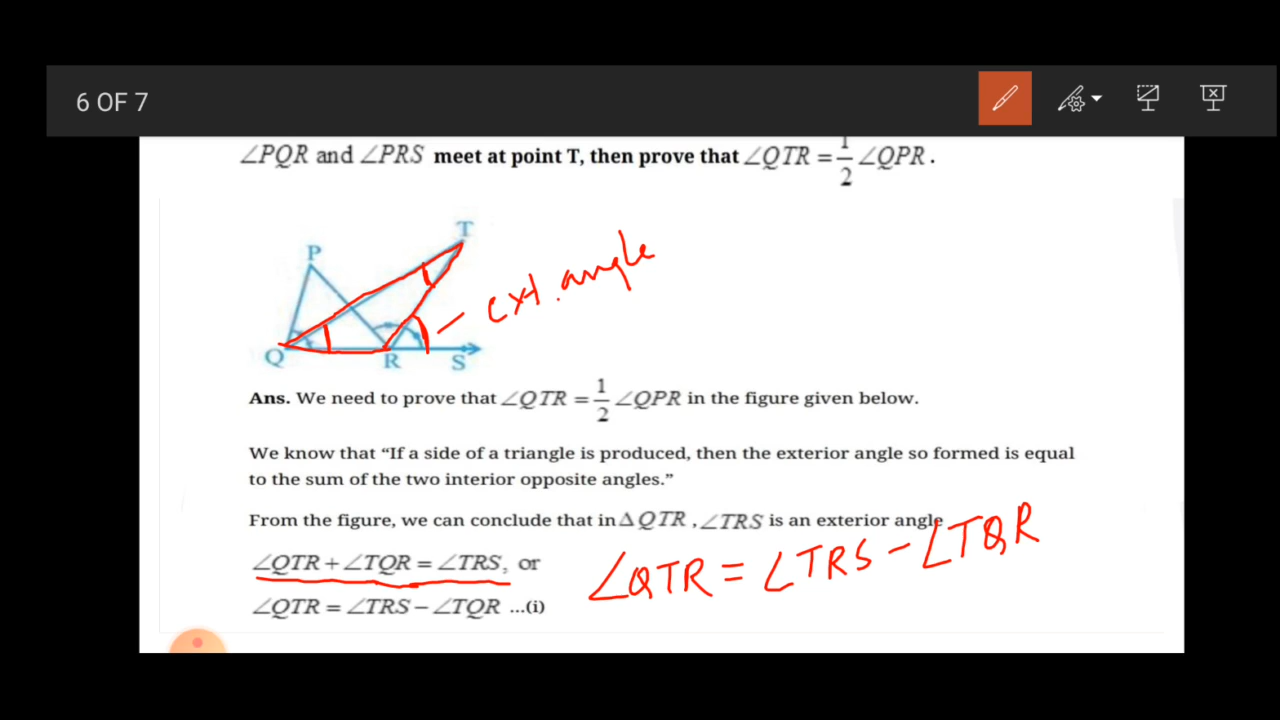 6 OF 7
∠PQR and ∠PRS meet at point T, then prove that ∠QTR = 1/2 ∠QPR.
T
P
ext. angle
Q R S
Ans. We need to prove that ∠QTR = 1/2 ∠QPR in the figure given below.
We know that “If a side of a triangle is produced, then the exterior angle so formed is equal
to the sum of the two interior opposite angles.”
From the figure, we can conclude that in ΔQTR, ∠TRS is an exterior angle
∠QTR + ∠TQR = ∠TRS, or
∠QTR = ∠TRS − ∠TQR
∠QTR = ∠TRS − ∠TQR ...(i)